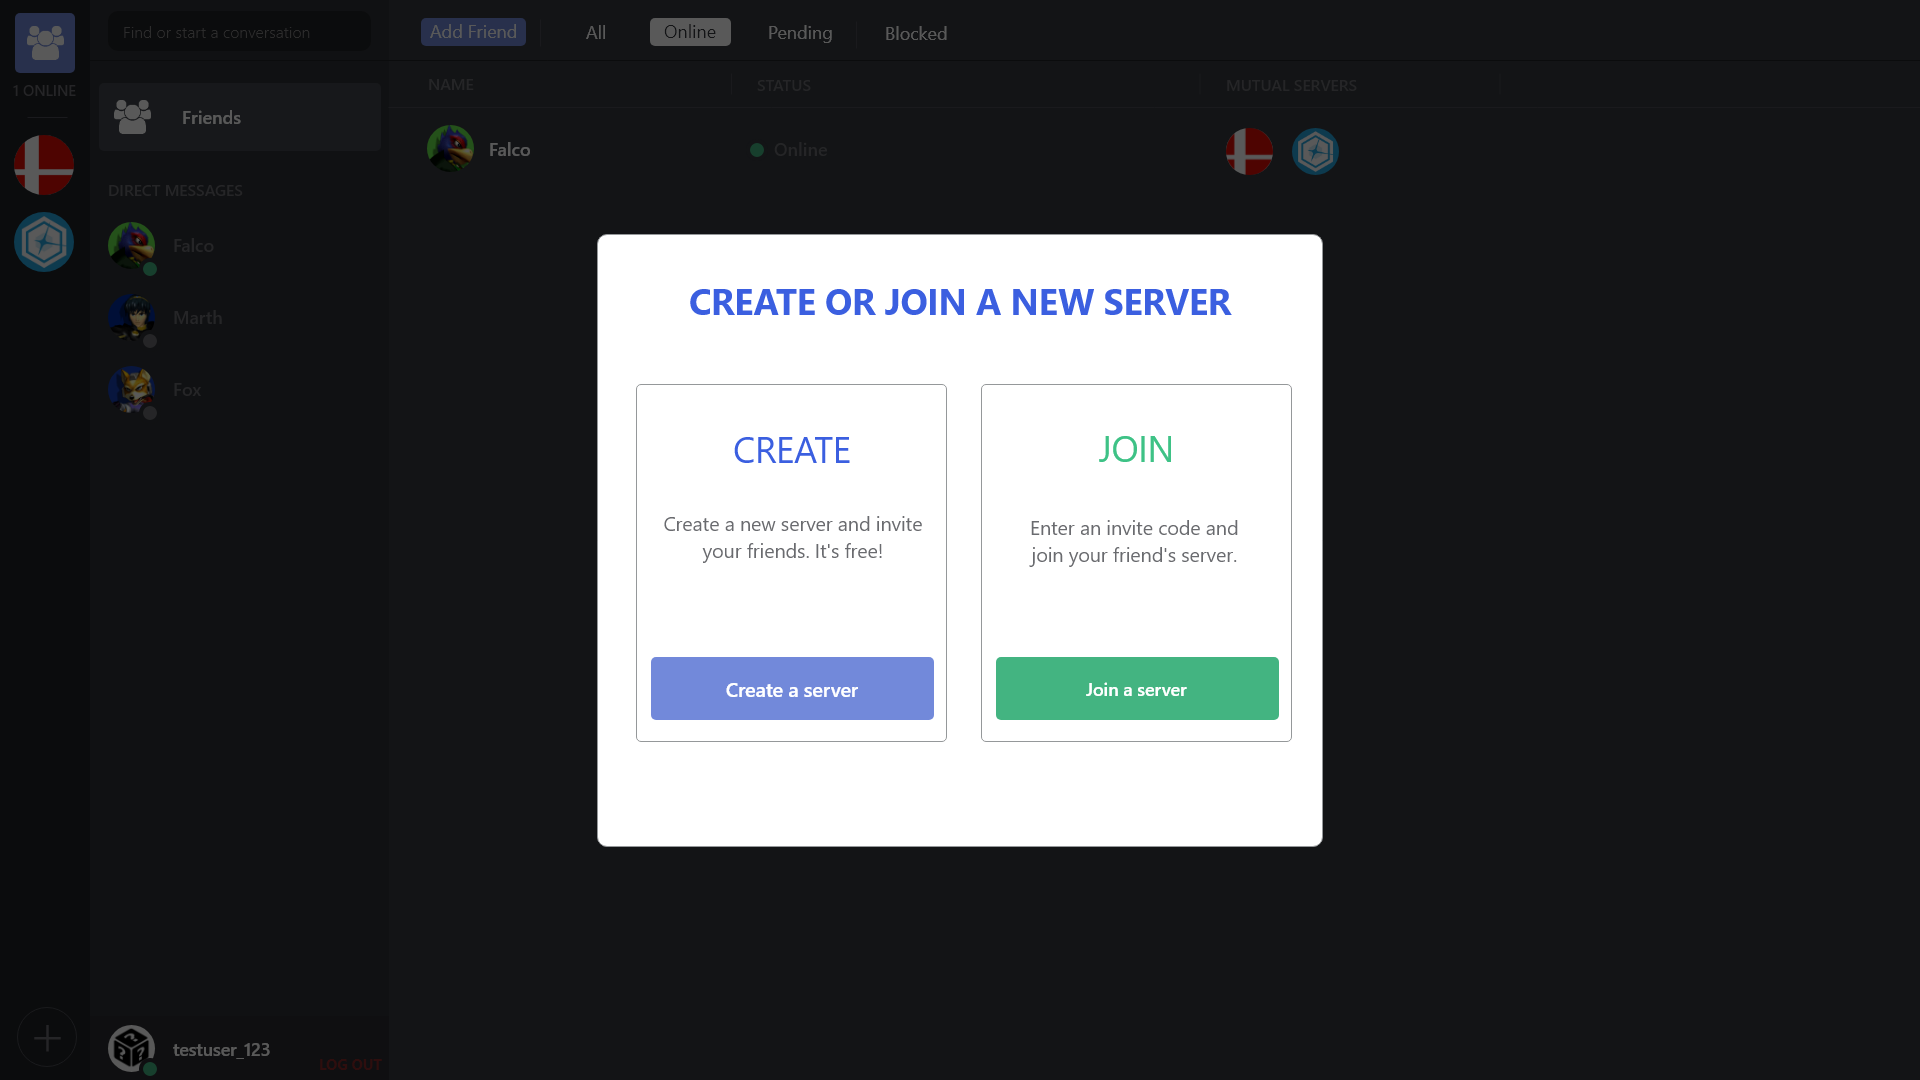 Find or start a conversation
Add Friend
All
Online
Pending
Blocked
1 ONLINE
NAME
STATUS
MUTUAL SERVERS
Friends
Falco
Online
DIRECT MESSAGES
Falco
Marth
Fox
CREATE OR JOIN A NEW SERVER
CREATE
Create a new server and invite
your friends. It's free!
Create a server
JOIN
Enter an invite code and
join your friend's server.
Join a server
testuser_123
LOG OUT